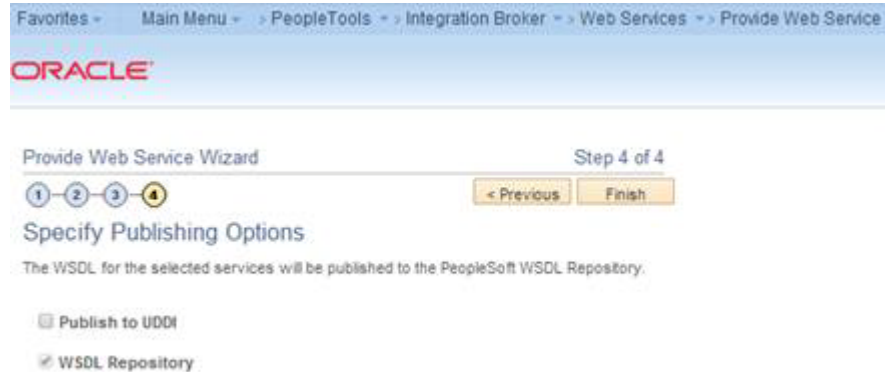 Favorites Main Menu > PeopleTools > Integration Broker > Web Services > Provide Web Service
ORACLE
Provide Web Service Wizard Step 4 of 4
1 2 3 4 < Previous Finish
Specify Publishing Options
The WSDL for the selected services will be published to the PeopleSoft WSDL Repository.
Publish to UDDI
WSDL Repository